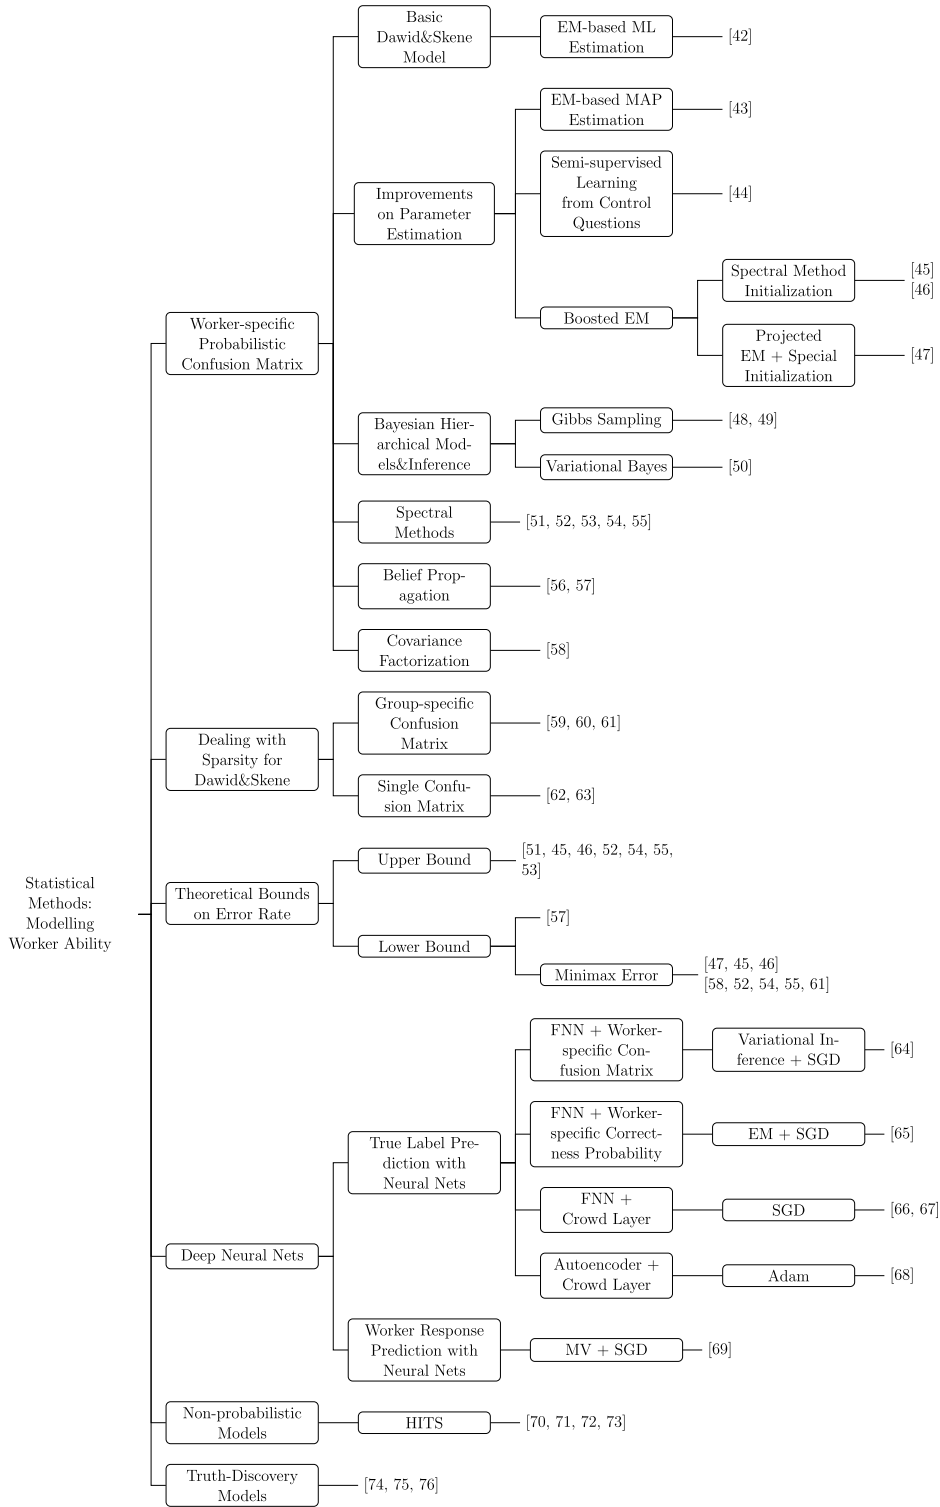 Basic
Dawid&Skene
Model
EM-based ML
Estimation
[42]
EM-based MAP
Estimation
[43]
Semi-supervised
Learning
from Control
Questions
[44]
Improvements
on Parameter
Estimation
Spectral Method
Initialization
[45]
[46]
Boosted EM
Projected
EM + Special
Initialization
[47]
Worker-specific
Probabilistic
Confusion Matrix
Bayesian Hier-
archical Mod-
els&Inference
Gibbs Sampling
[48, 49]
Variational Bayes
[50]
Spectral
Methods
[51, 52, 53, 54, 55]
Belief Prop-
agation
[56, 57]
Covariance
Factorization
[58]
Group-specific
Confusion
Matrix
[59, 60, 61]
Dealing with
Sparsity for
Dawid&Skene
Single Confu-
sion Matrix
[62, 63]
Upper Bound
[51, 45, 46, 52, 54, 55,
53]
Statistical
Methods:
Modelling
Worker Ability
Theoretical Bounds
on Error Rate
[57]
Lower Bound
Minimax Error
[47, 45, 46]
[58, 52, 54, 55, 61]
FNN + Worker-
specific Con-
fusion Matrix
Variational In-
ference + SGD
[64]
FNN + Worker-
specific Correct-
ness Probability
EM + SGD
[65]
True Label Pre-
diction with
Neural Nets
FNN +
Crowd Layer
SGD
[66, 67]
Deep Neural Nets
Autoencoder +
Crowd Layer
Adam
[68]
Worker Response
Prediction with
Neural Nets
MV + SGD
[69]
Non-probabilistic
Models
HITS
[70, 71, 72, 73]
Truth-Discovery
Models
[74, 75, 76]